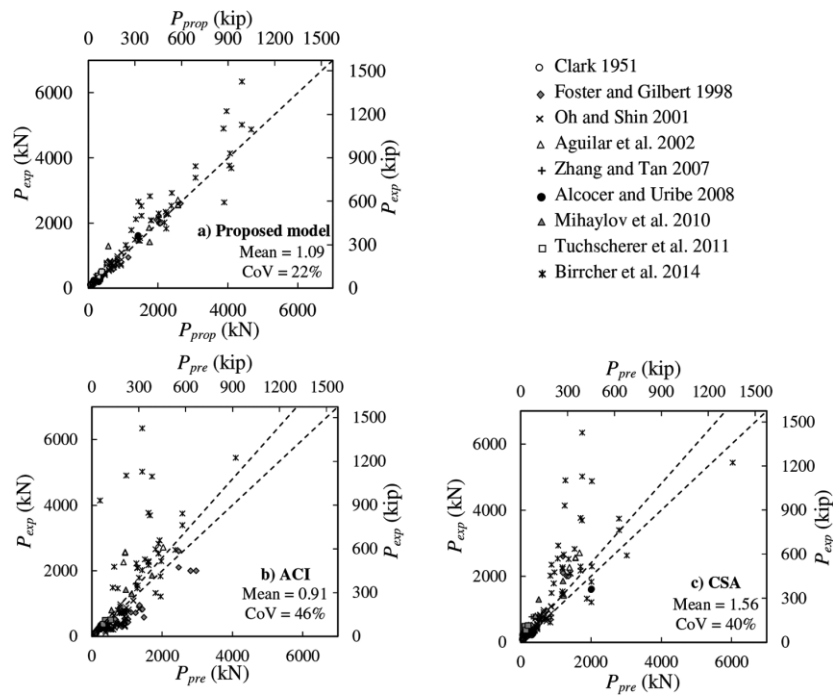 P_prop (kip)
0 300 600 900 1200 1500
6000
4000
2000
0
P_exp (kN)
1500
1200
900
600
300
0
P_exp (kip)
a) Proposed model
Mean = 1.09
CoV = 22%
0 2000 4000 6000
P_prop (kN)
Clark 1951
Foster and Gilbert 1998
Oh and Shin 2001
Aguilar et al. 2002
Zhang and Tan 2007
Alcocer and Uribe 2008
Mihaylov et al. 2010
Tuchscherer et al. 2011
Birrcher et al. 2014
P_pre (kip)
0 300 600 900 1200 1500
6000
4000
2000
0
P_exp (kN)
1500
1200
900
600
300
0
P_exp (kip)
b) ACI
Mean = 0.91
CoV = 46%
0 2000 4000 6000
P_pre (kN)
P_pre (kip)
0 300 600 900 1200 1500
6000
4000
2000
0
P_exp (kN)
1500
1200
900
600
300
0
P_exp (kip)
c) CSA
Mean = 1.56
CoV = 40%
0 2000 4000 6000
P_pre (kN)